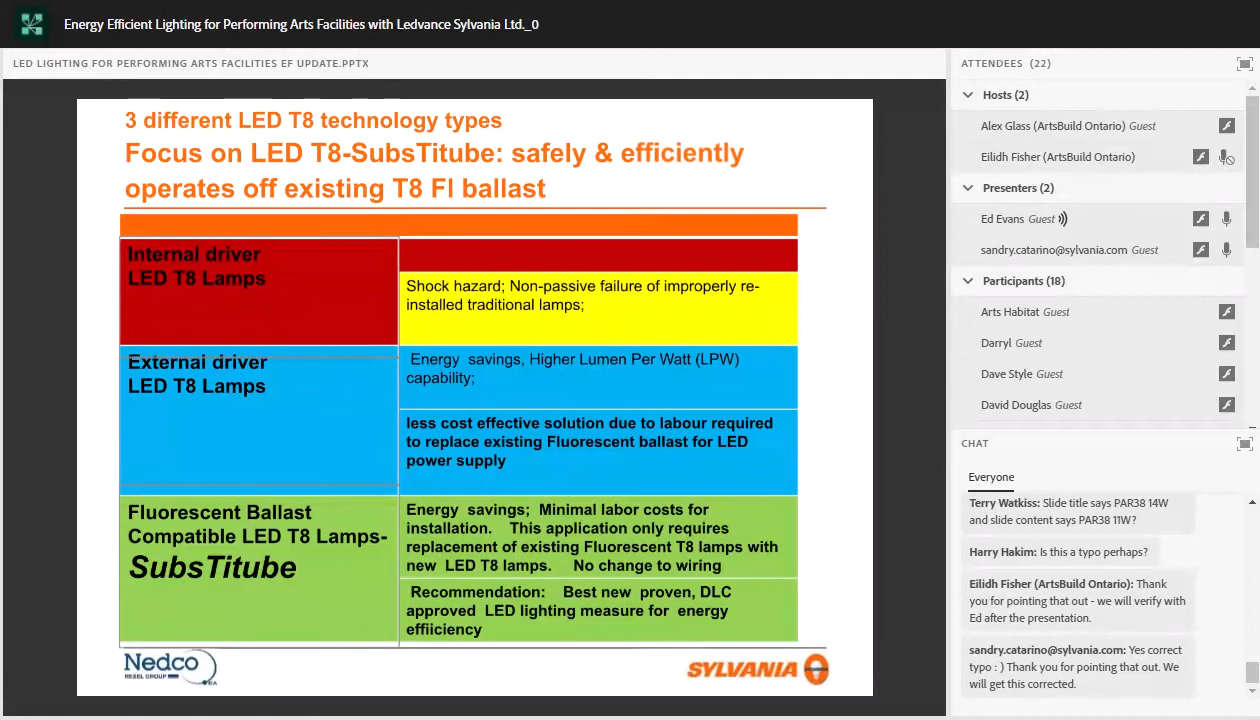 Energy Efficient Lighting for Performing Arts Facilities with Ledvance Sylvania Ltd._0
LED LIGHTING FOR PERFORMING ARTS FACILITIES EF UPDATE.PPTX
3 different LED T8 technology types
Focus on LED T8-SubsTitube: safely & efficiently
operates off existing T8 Fl ballast
Internal driver
LED T8 Lamps
Shock hazard; Non-passive failure of improperly re-
installed traditional lamps;
External driver
LED T8 Lamps
Energy savings, Higher Lumen Per Watt (LPW)
capability;
less cost effective solution due to labour required
to replace existing Fluorescent ballast for LED
power supply
Fluorescent Ballast
Compatible LED T8 Lamps-
SubsTitube
Energy savings; Minimal labor costs for
installation. This application only requires
replacement of existing Fluorescent T8 lamps with
new LED T8 lamps. No change to wiring
Recommendation: Best new proven, DLC
approved LED lighting measure for energy
effiiciency
Nedco
REXEL GROUP
SYLVANIA
ATTENDEES (22)
Hosts (2)
Alex Glass (ArtsBuild Ontario) Guest
Eilidh Fisher (ArtsBuild Ontario)
Presenters (2)
Ed Evans Guest
sandry.catarino@sylvania.com Guest
Participants (18)
Arts Habitat Guest
Darryl Guest
Dave Style Guest
David Douglas Guest
CHAT
Everyone
Terry Watkiss: Slide title says PAR38 14W
and slide content says PAR38 11W?
Harry Hakim: Is this a typo perhaps?
Eilidh Fisher (ArtsBuild Ontario): Thank
you for pointing that out - we will verify with
Ed after the presentation.
sandry.catarino@sylvania.com: Yes correct
typo : ) Thank you for pointing that out. We
will get this corrected.